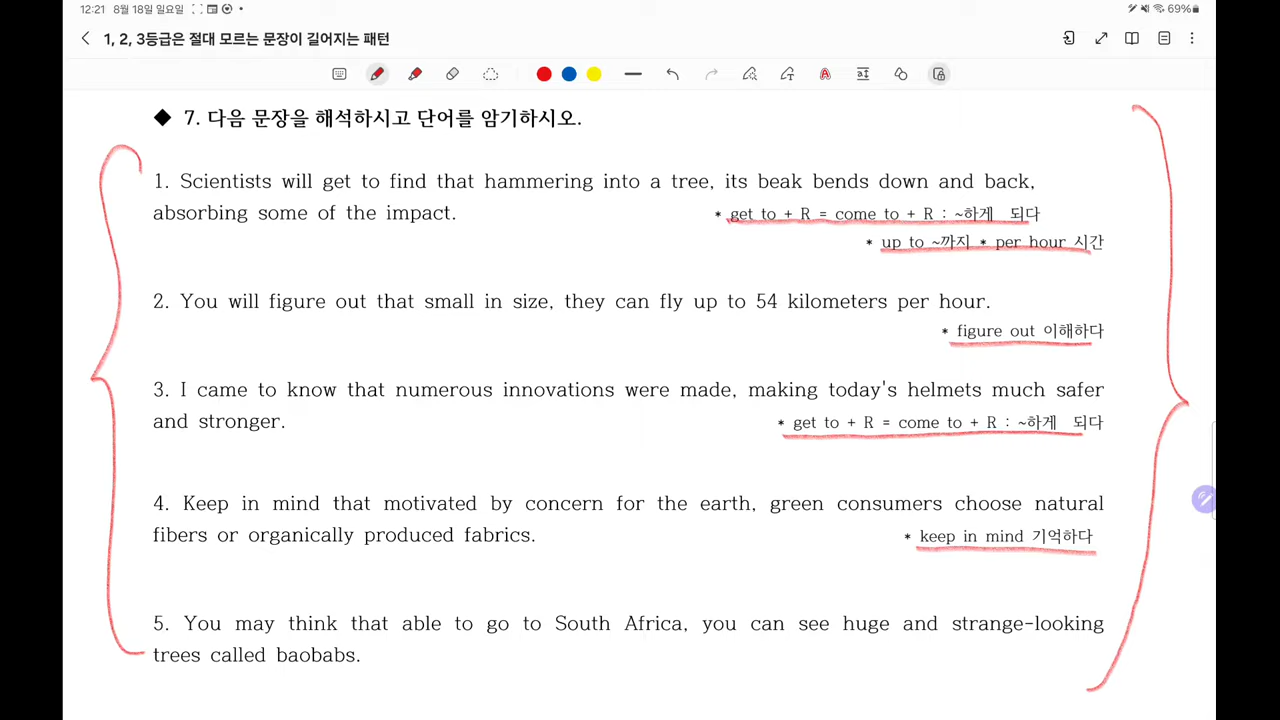 12:21 8월 18일 일요일
69%
1, 2, 3등급은 절대 모르는 문장이 길어지는 패턴
◆ 7. 다음 문장을 해석하시고 단어를 암기하시오.
1. Scientists will get to find that hammering into a tree, its beak bends down and back,
absorbing some of the impact.
* get to + R = come to + R : ~하게 되다
* up to ~까지 * per hour 시간
2. You will figure out that small in size, they can fly up to 54 kilometers per hour.
* figure out 이해하다
3. I came to know that numerous innovations were made, making today's helmets much safer
and stronger.
* get to + R = come to + R : ~하게 되다
4. Keep in mind that motivated by concern for the earth, green consumers choose natural
fibers or organically produced fabrics.
* keep in mind 기억하다
5. You may think that able to go to South Africa, you can see huge and strange-looking
trees called baobabs.